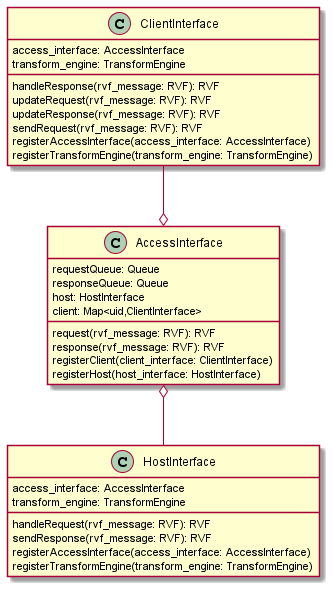 C ClientInterface
access_interface: AccessInterface
transform_engine: TransformEngine
handleResponse(rvf_message: RVF): RVF
updateRequest(rvf_message: RVF): RVF
updateResponse(rvf_message: RVF): RVF
sendRequest(rvf_message: RVF): RVF
registerAccessInterface(access_interface: AccessInterface)
registerTransformEngine(transform_engine: TransformEngine)
C AccessInterface
requestQueue: Queue
responseQueue: Queue
host: HostInterface
client: Map<uid,ClientInterface>
request(rvf_message: RVF): RVF
response(rvf_message: RVF): RVF
registerClient(client_interface: ClientInterface)
registerHost(host_interface: HostInterface)
C HostInterface
access_interface: AccessInterface
transform_engine: TransformEngine
handleRequest(rvf_message: RVF): RVF
sendResponse(rvf_message: RVF): RVF
registerAccessInterface(access_interface: AccessInterface)
registerTransformEngine(transform_engine: TransformEngine)